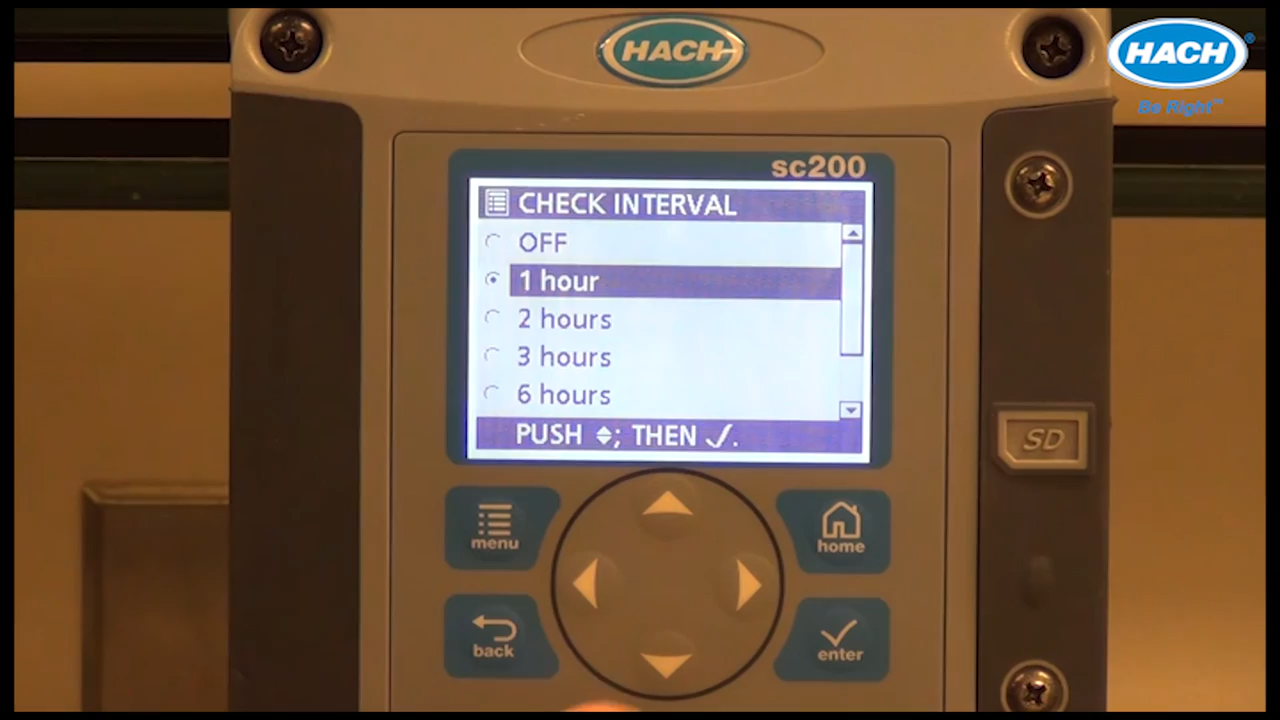 HACH
HACH®
Be Right™
sc200
CHECK INTERVAL
OFF
1 hour
2 hours
3 hours
6 hours
PUSH ; THEN ✓.
menu
home
SD
back
enter